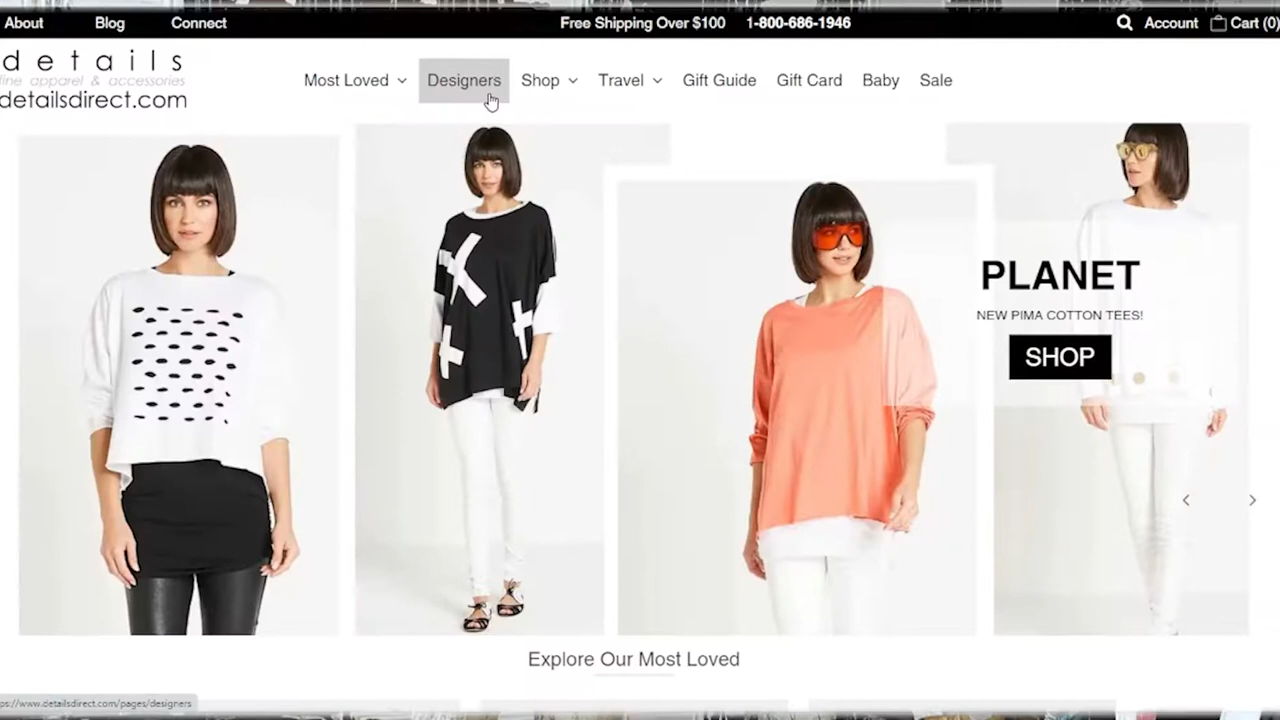 About Blog Connect Free Shipping Over $100 1-800-686-1946 Account Cart (0)
details
fine apparel & accessories
detailsdirect.com
Most Loved Designers Shop Travel Gift Guide Gift Card Baby Sale
PLANET
NEW PIMA COTTON TEES!
SHOP
Explore Our Most Loved
ps://www.detailsdirect.com/pages/designers